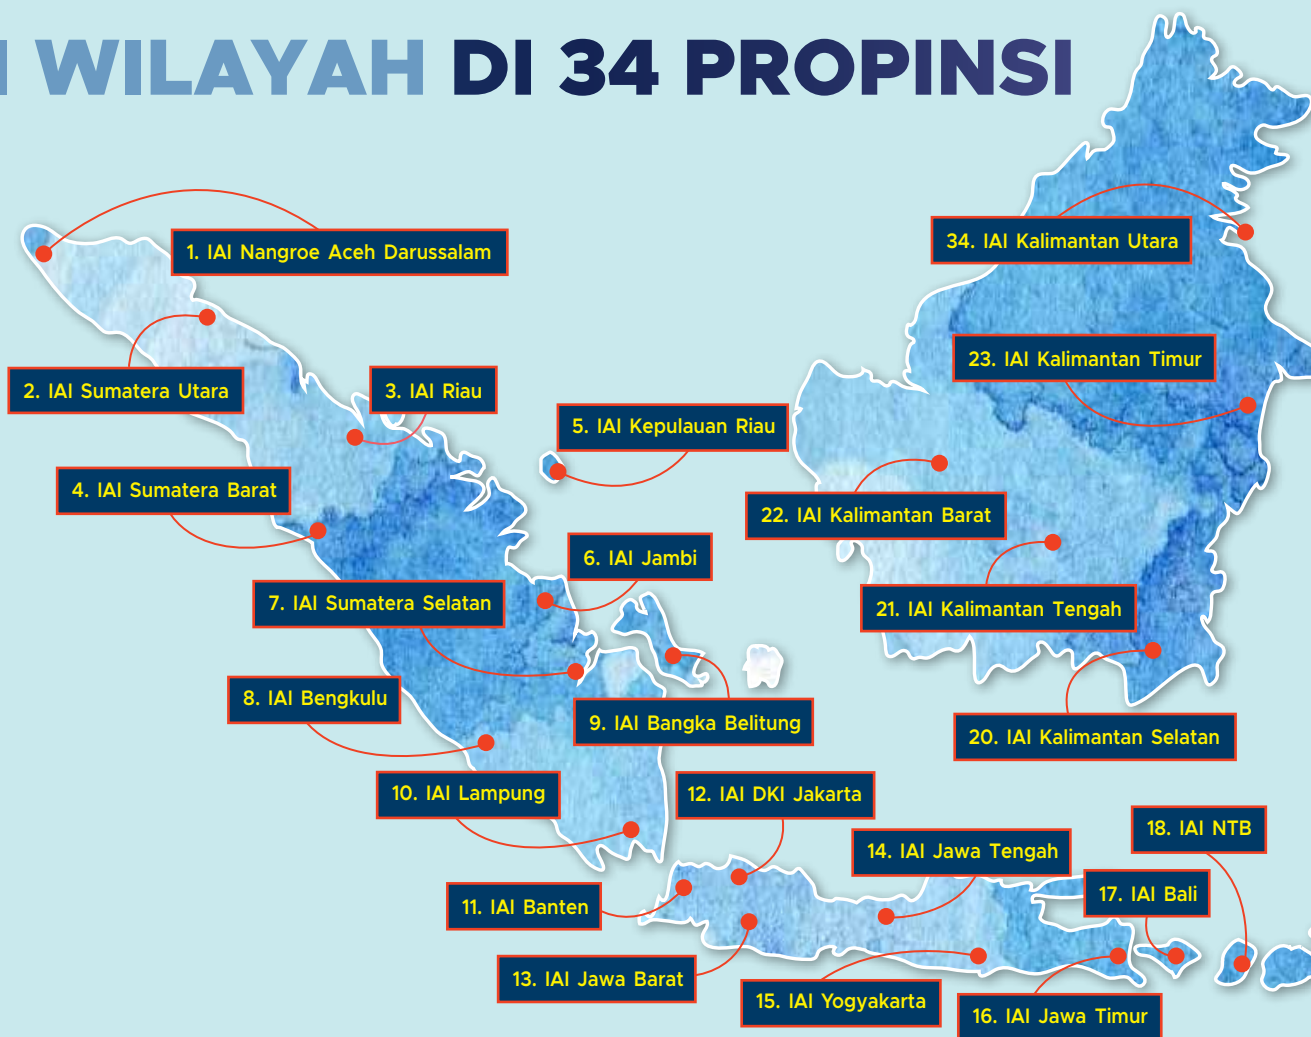 WILAYAH DI 34 PROPINSI
1. IAI Nangroe Aceh Darussalam
34. IAI Kalimantan Utara
23. IAI Kalimantan Timur
2. IAI Sumatera Utara
3. IAI Riau
5. IAI Kepulauan Riau
4. IAI Sumatera Barat
22. IAI Kalimantan Barat
6. IAI Jambi
7. IAI Sumatera Selatan
21. IAI Kalimantan Tengah
8. IAI Bengkulu
9. IAI Bangka Belitung
20. IAI Kalimantan Selatan
10. IAI Lampung
12. IAI DKI Jakarta
18. IAI NTB
14. IAI Jawa Tengah
17. IAI Bali
11. IAI Banten
13. IAI Jawa Barat
15. IAI Yogyakarta
16. IAI Jawa Timur